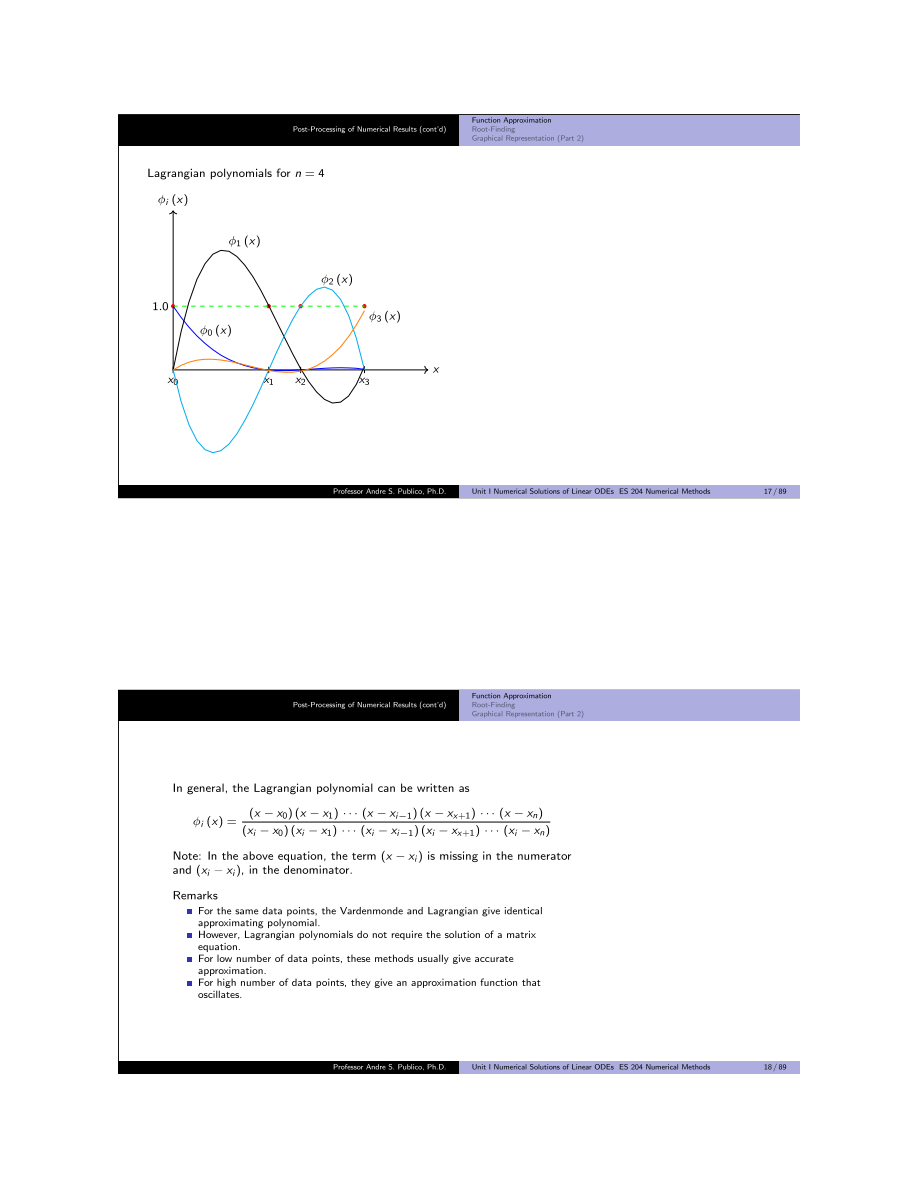 Post-Processing of Numerical Results (cont'd)
Function Approximation
Root-Finding
Graphical Representation (Part 2)
Lagrangian polynomials for n = 4
ϕi (x)
ϕ1 (x)
ϕ2 (x)
1.0
ϕ3 (x)
ϕ0 (x)
x
x0 x1 x2 x3
Professor Andre S. Publico, Ph.D.
Unit I Numerical Solutions of Linear ODEs ES 204 Numerical Methods
17 / 89
Post-Processing of Numerical Results (cont'd)
Function Approximation
Root-Finding
Graphical Representation (Part 2)
In general, the Lagrangian polynomial can be written as
ϕi (x) = (x − x0) (x − x1) · · · (x − xi−1) (x − xx+1) · · · (x − xn)
(xi − x0) (xi − x1) · · · (xi − xi−1) (xi − xx+1) · · · (xi − xn)
Note: In the above equation, the term (x − xi) is missing in the numerator
and (xi − xi), in the denominator.
Remarks
For the same data points, the Vardenmonde and Lagrangian give identical
approximating polynomial.
However, Lagrangian polynomials do not require the solution of a matrix
equation.
For low number of data points, these methods usually give accurate
approximation.
For high number of data points, they give an approximation function that
oscillates.
Professor Andre S. Publico, Ph.D.
Unit I Numerical Solutions of Linear ODEs ES 204 Numerical Methods
18 / 89